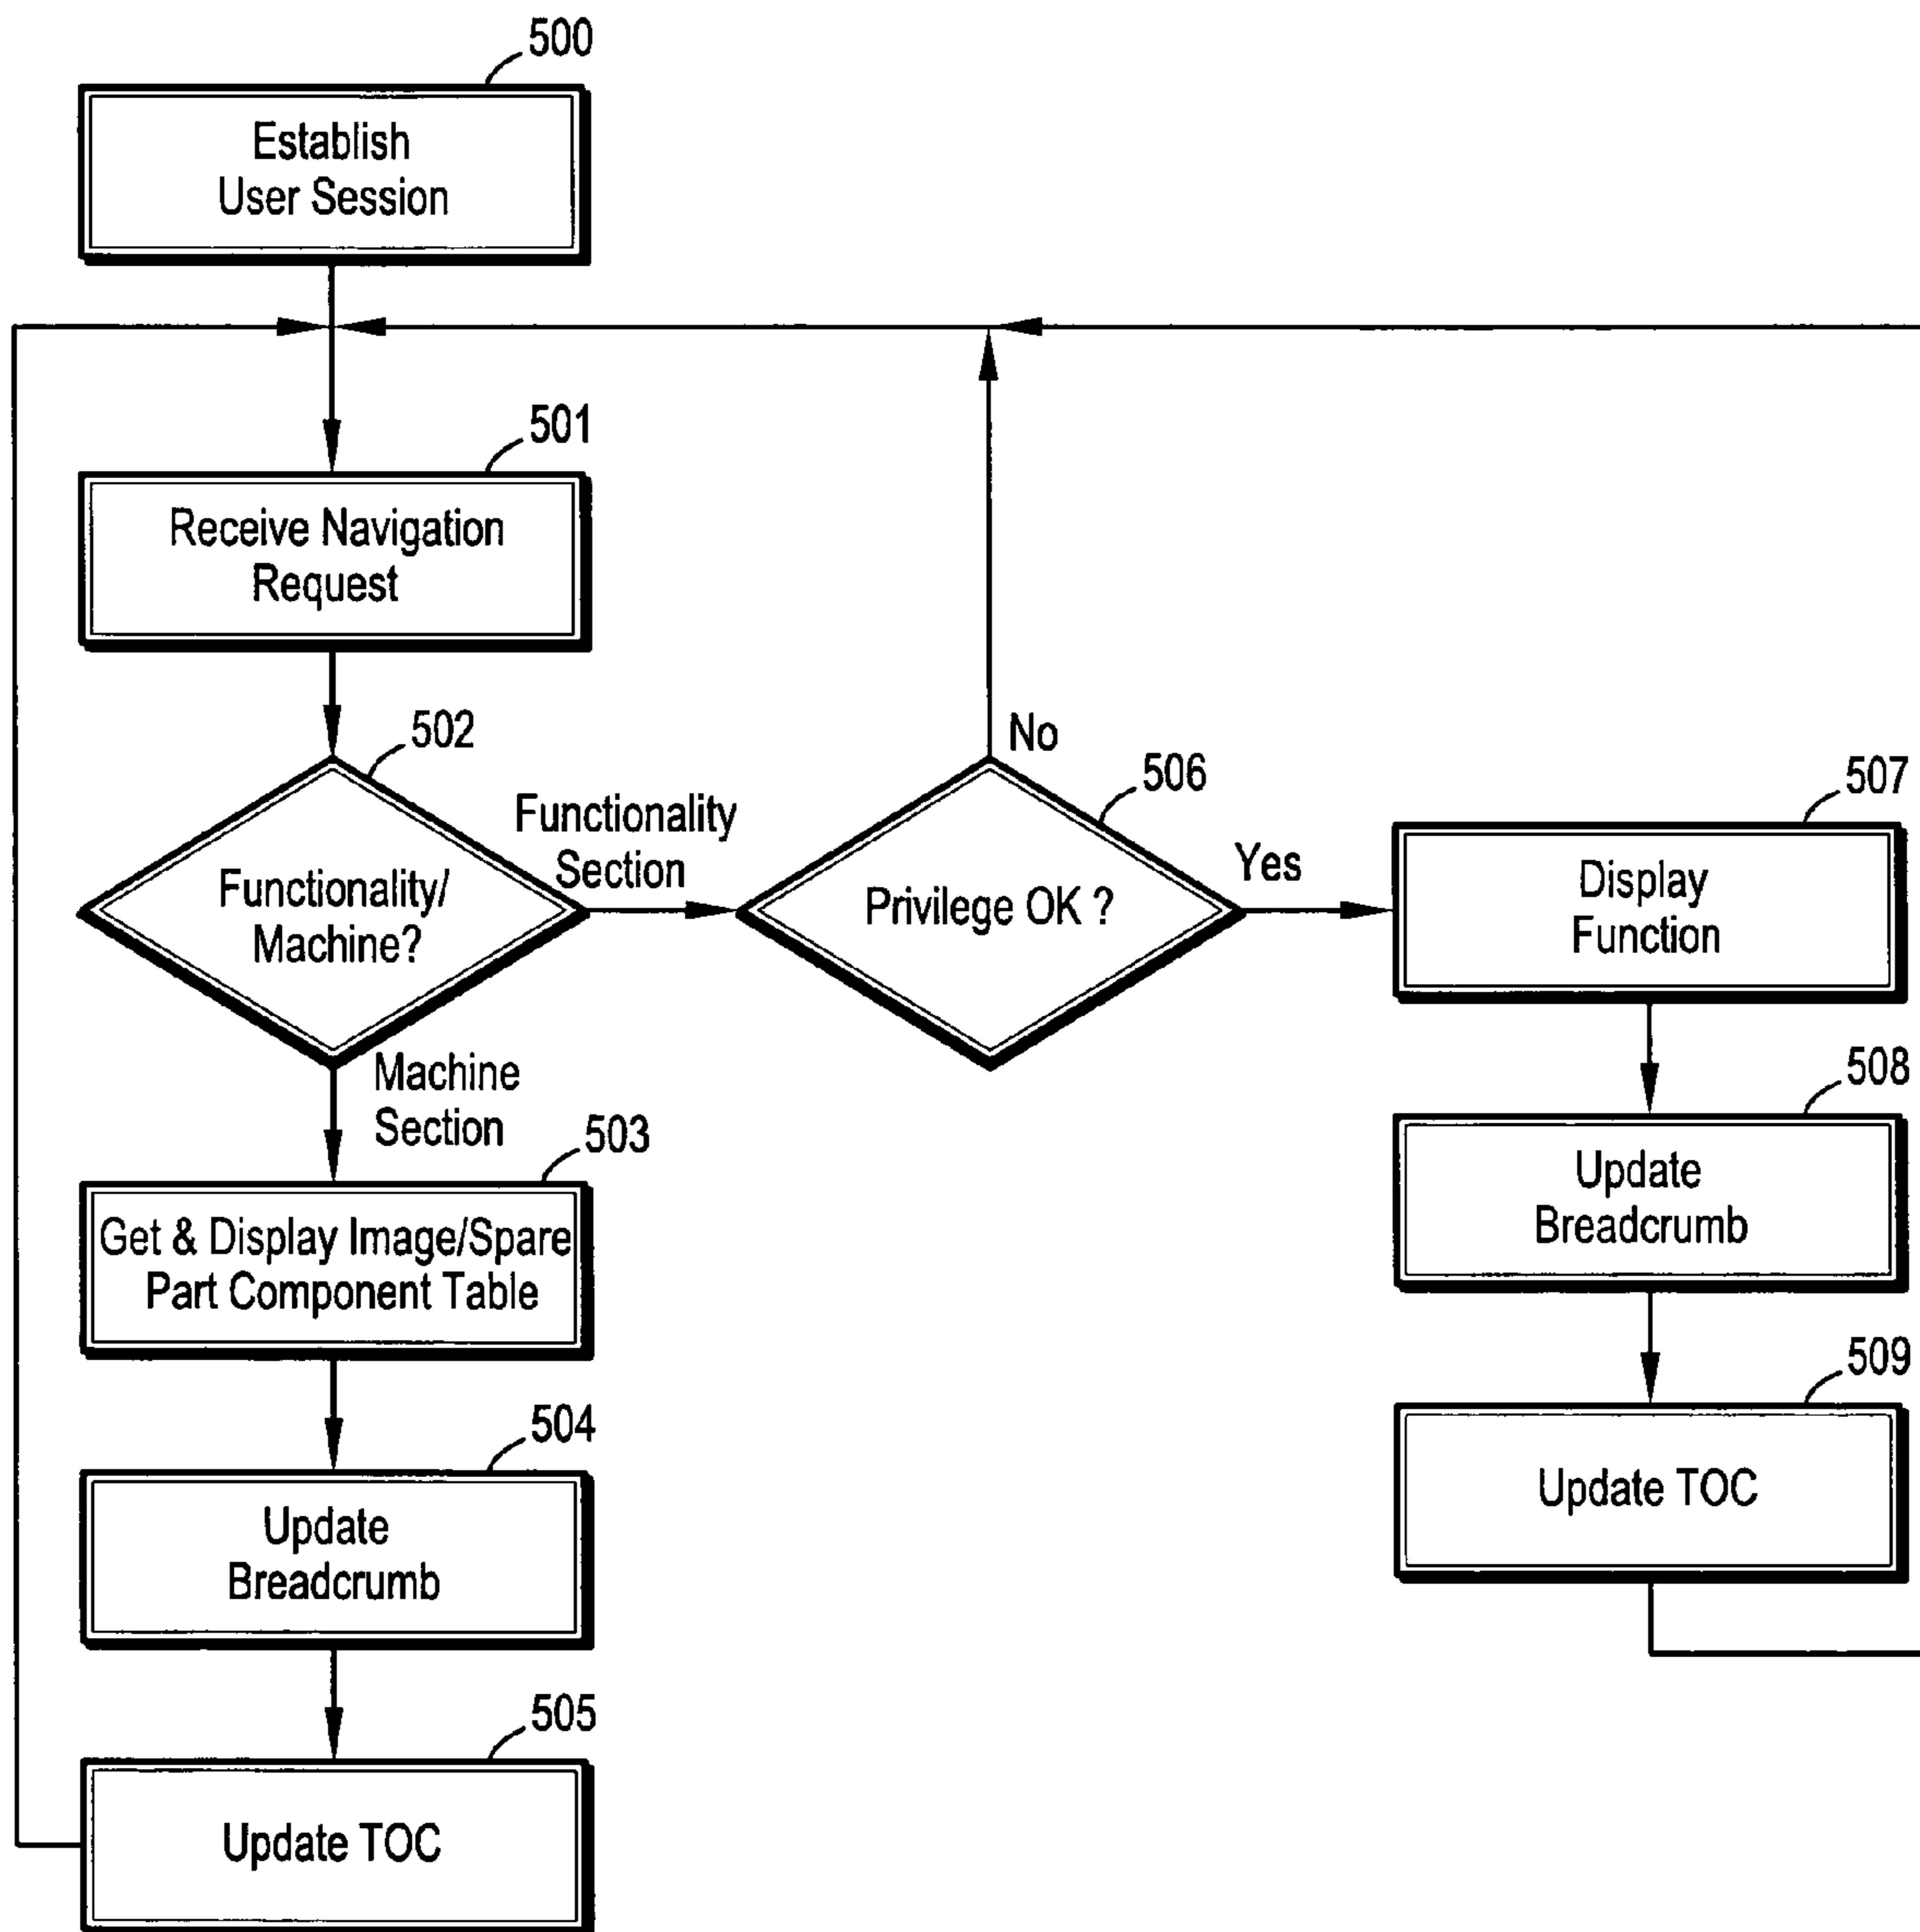 500
Establish
User Session
501
Receive Navigation
Request
502
Functionality/
Machine?
Functionality
Section
Machine
Section
503
Get & Display Image/Spare
Part Component Table
504
Update
Breadcrumb
505
Update TOC
No
506
Privilege OK ?
Yes
507
Display
Function
508
Update
Breadcrumb
509
Update TOC